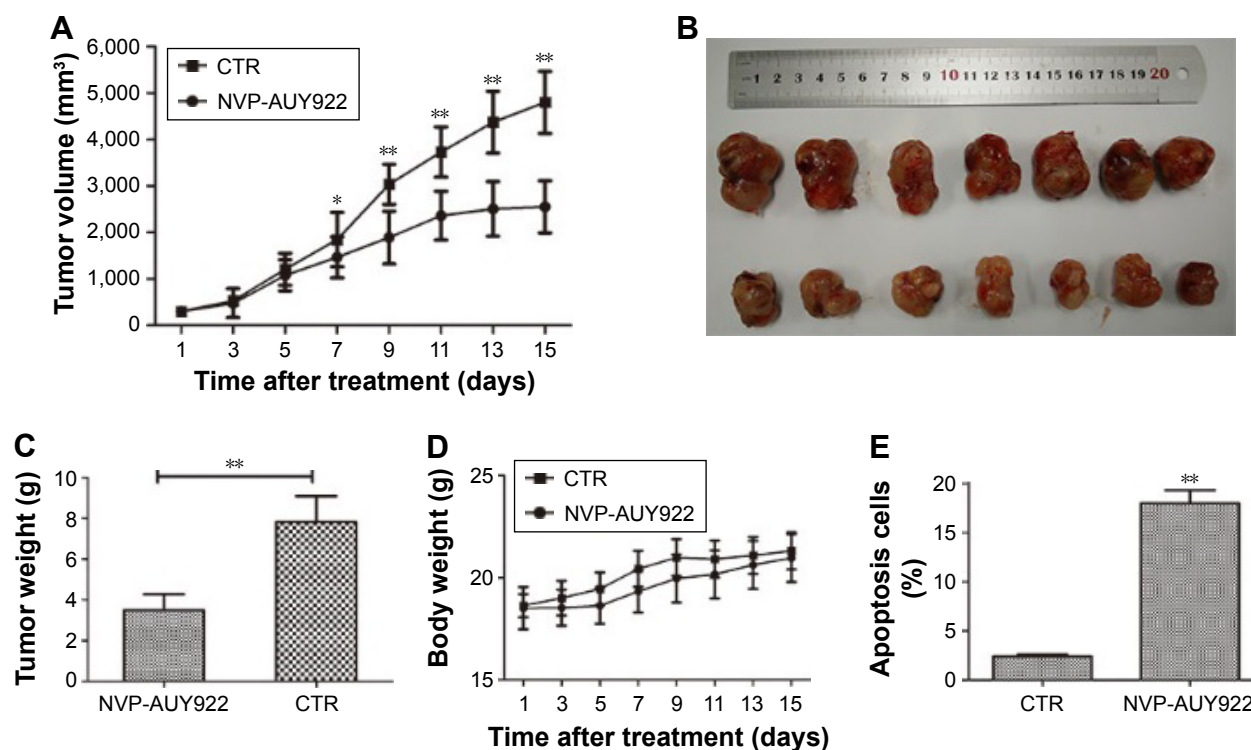 A
6,000
5,000
4,000
3,000
2,000
1,000
0
Tumor volume (mm³)
CTR
NVP-AUY922
*
**
**
**
**
1 3 5 7 9 11 13 15
Time after treatment (days)
B
1 2 3 4 5 6 7 8 9 10 11 12 13 14 15 16 17 18 19 20
C
10
8
6
4
2
0
Tumor weight (g)
**
NVP-AUY922 CTR
D
25
20
15
Body weight (g)
CTR
NVP-AUY922
1 3 5 7 9 11 13 15
Time after treatment (days)
E
20
15
10
5
0
Apoptosis cells
(%)
**
CTR NVP-AUY922